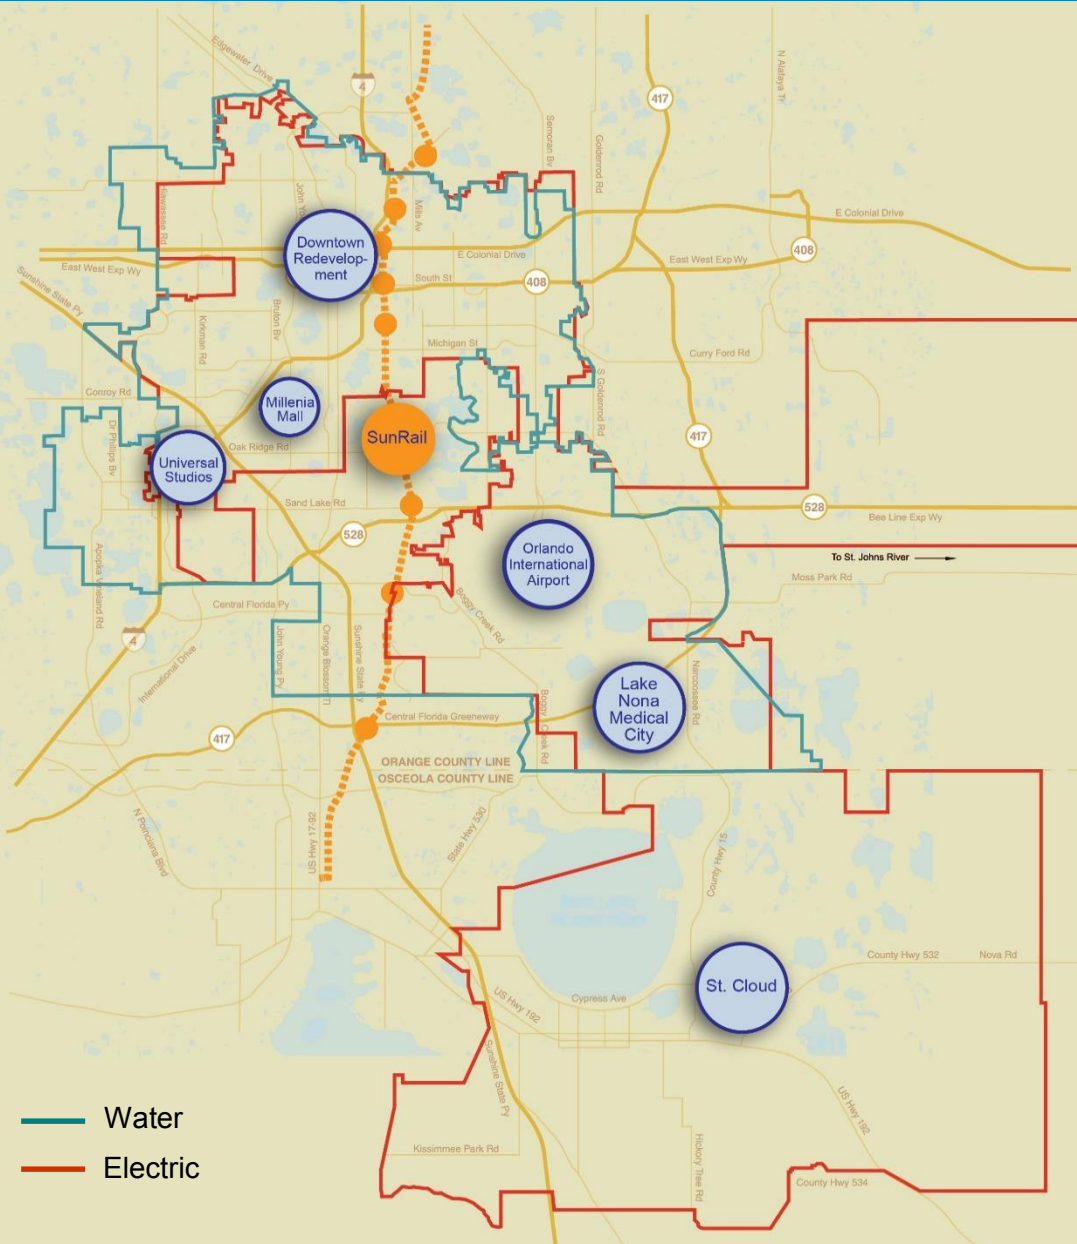 Edgewater Drive
4
417
N Alafaya Tr
Semoran Bv
Goldenrod Rd
Hiawassee Rd
John Yo
Mills Av
E Colonial Drive
Downtown
Redevelop-
ment
408
East West Exp Wy
E Colonial Drive
East West Exp Wy
South St
408
Sunshine State Py
Kirkman Rd
Bruton Bv
Michigan St
Curry Ford Rd
Conroy Rd
Millenia
Mall
S Goldenrod Rd
Dr Phillips Bv
SunRail
417
Oak Ridge Rd
Universal
Studios
Sand Lake Rd
528
Bee Line Exp Wy
528
Orlando
International
Airport
To St. Johns River
Moss Park Rd
Apopka Vineland Rd
Central Florida Py
Boggy Creek Rd
4
International Drive
John Young Py
Orange Blossom Tl
Sunshine State Py
Narcoossee Rd
Lake
Nona
Medical
City
Boggy Creek Rd
Central Florida Greeneway
417
ORANGE COUNTY LINE
OSCEOLA COUNTY LINE
N Poinciana Blvd
US Hwy 17-92
State Hwy 530
County Hwy 15
County Hwy 532
Nova Rd
St. Cloud
US Hwy 192
Cypress Ave
Sunshine State Py
US Hwy 192
Water
Electric
Kissimmee Park Rd
Hickory Tree Rd
County Hwy 534